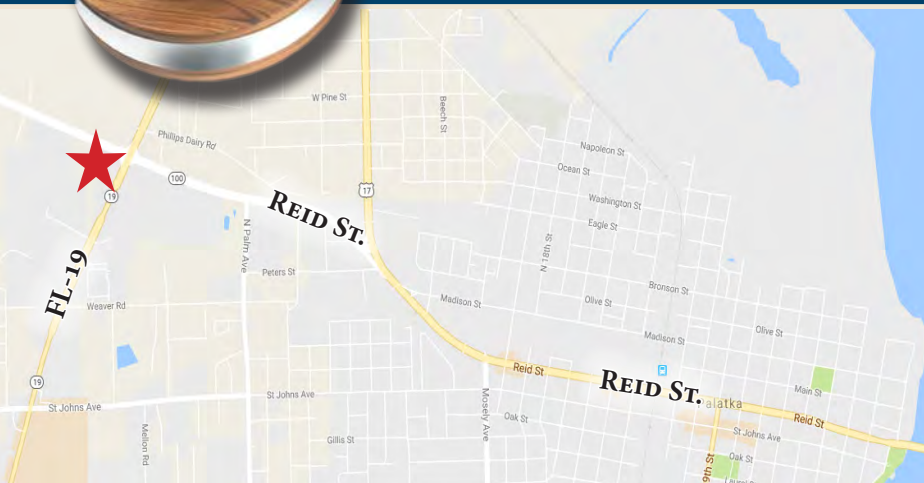 W Pine St
Beech St
Phillips Dairy Rd
Napoleon St
Ocean St
100
17
19
Washington St
REID ST.
Eagle St
N Palm Ave
N 18th St
FL-19
Peters St
Bronson St
Weaver Rd
Madison St
Olive St
Olive St
Madison St
Reid St
REID ST.
19
Main St
St Johns Ave
St Johns Ave
Mosely Ave
Palatka
Oak St
Reid St
St Johns Ave
Mellon Rd
Gillis St
9th St
Oak St